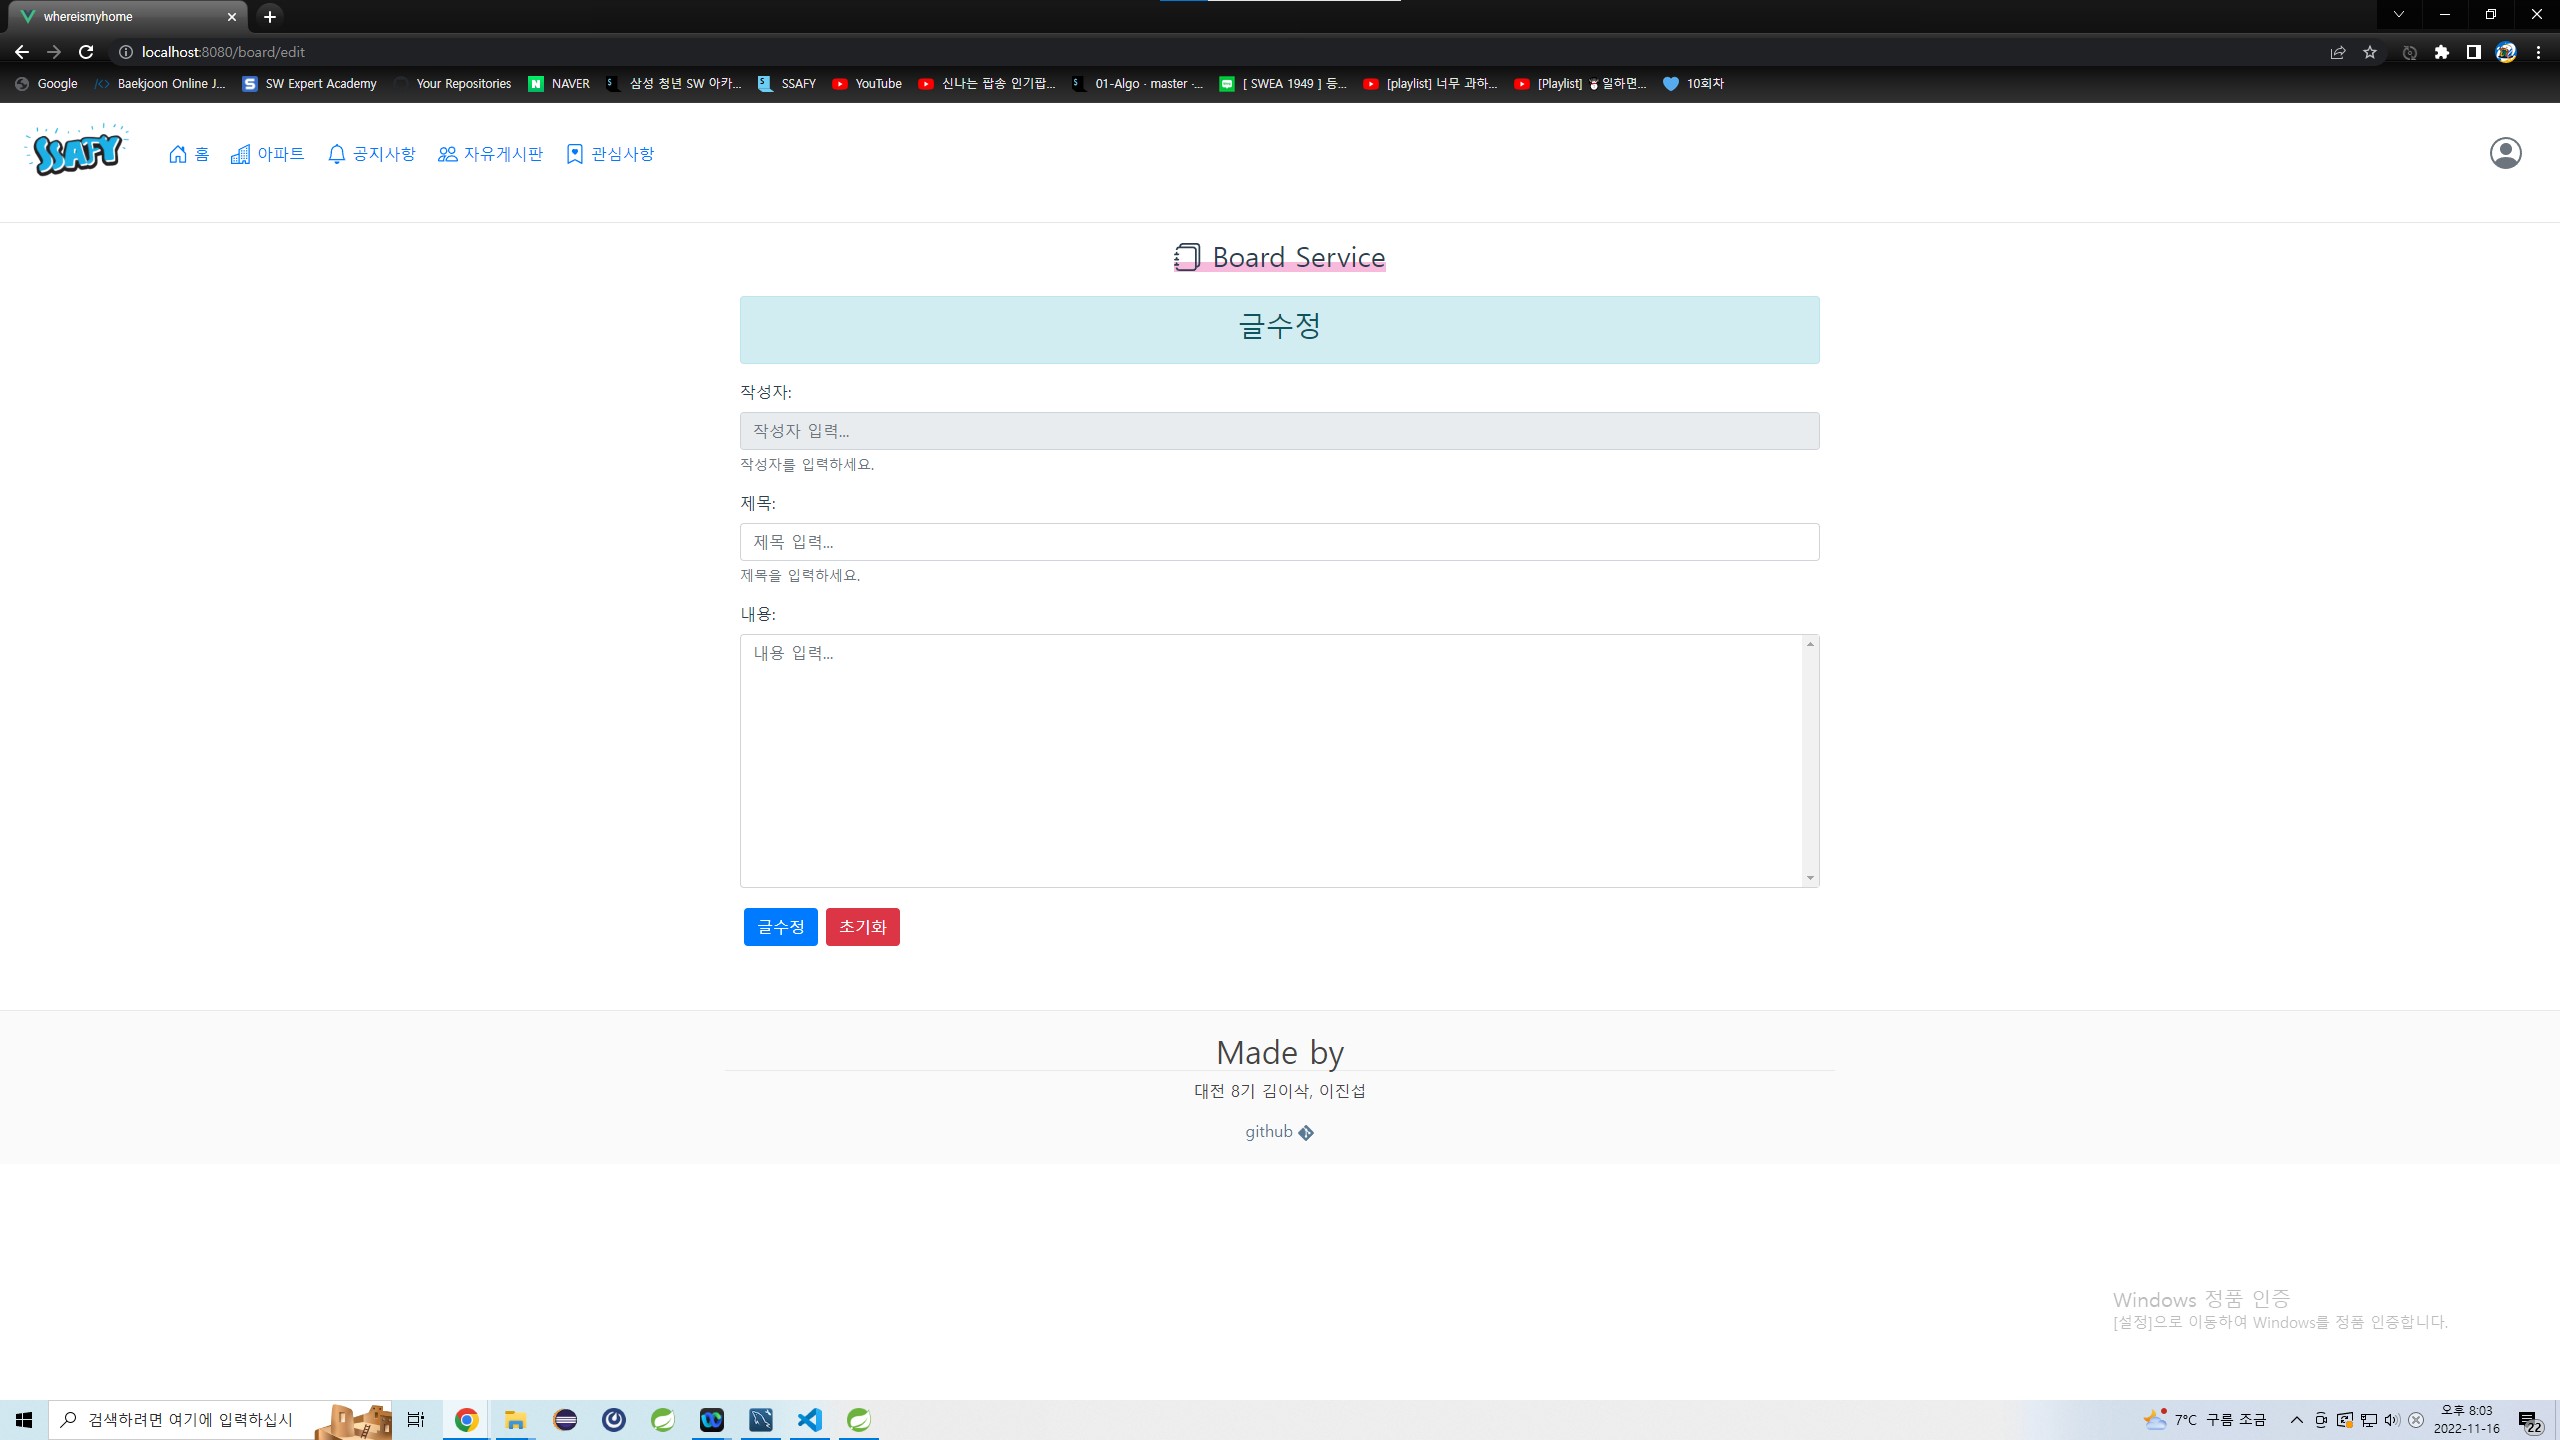 whereismyhome
localhost:8080/board/edit
Google Baekjoon Online J... SW Expert Academy Your Repositories NAVER 삼성 청년 SW 아카... SSAFY YouTube 신나는 팝송 인기팝... 01-Algo · master ·... [ SWEA 1949 ] 등... [playlist] 너무 과하... [Playlist] ☃일하면... 10회차
SSAFY 홈 아파트 공지사항 자유게시판 관심사항
Board Service
글수정
작성자:
작성자 입력...
작성자를 입력하세요.
제목:
제목 입력...
제목을 입력하세요.
내용:
내용 입력...
글수정 초기화
Made by
대전 8기 김이삭, 이진섭
github
Windows 정품 인증
[설정]으로 이동하여 Windows를 정품 인증합니다.
검색하려면 여기에 입력하십시
7°C 구름 조금
오후 8:03
2022-11-16
22